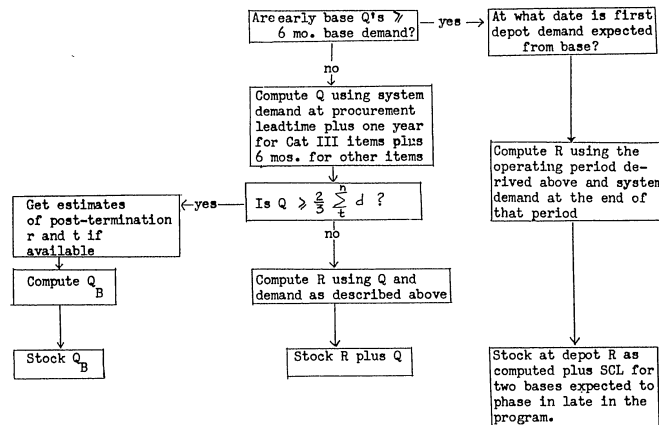 Are early base Q's ⩾
6 mo. base demand?
yes
At what date is first
depot demand expected
from base?
no
Compute Q using system
demand at procurement
leadtime plus one year
for Cat III items plus
6 mos. for other items
Compute R using the
operating period de-
rived above and system
demand at the end of
that period
Is Q ⩾ 2/3 n Σ t d ?
yes
Get estimates
of post-termination
r and t if
available
no
Compute Q_B
Compute R using Q and
demand as described above
Stock Q_B
Stock R plus Q
Stock at depot R as
computed plus SCL for
two bases expected to
phase in late in the
program.